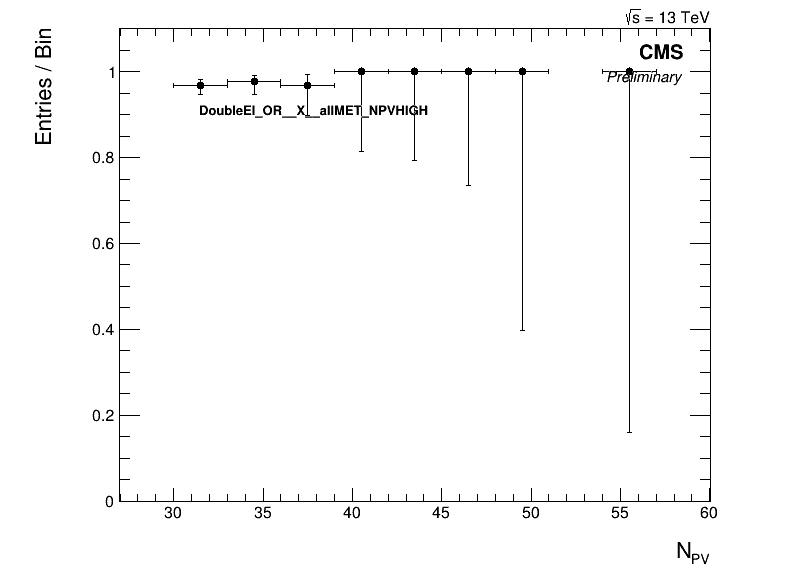 √s = 13 TeV
Entries / Bin
CMS
Preliminary
DoubleEl_OR__X__allMET_NPVHIGH
1
0.8
0.6
0.4
0.2
0
30 35 40 45 50 55 60
N_PV